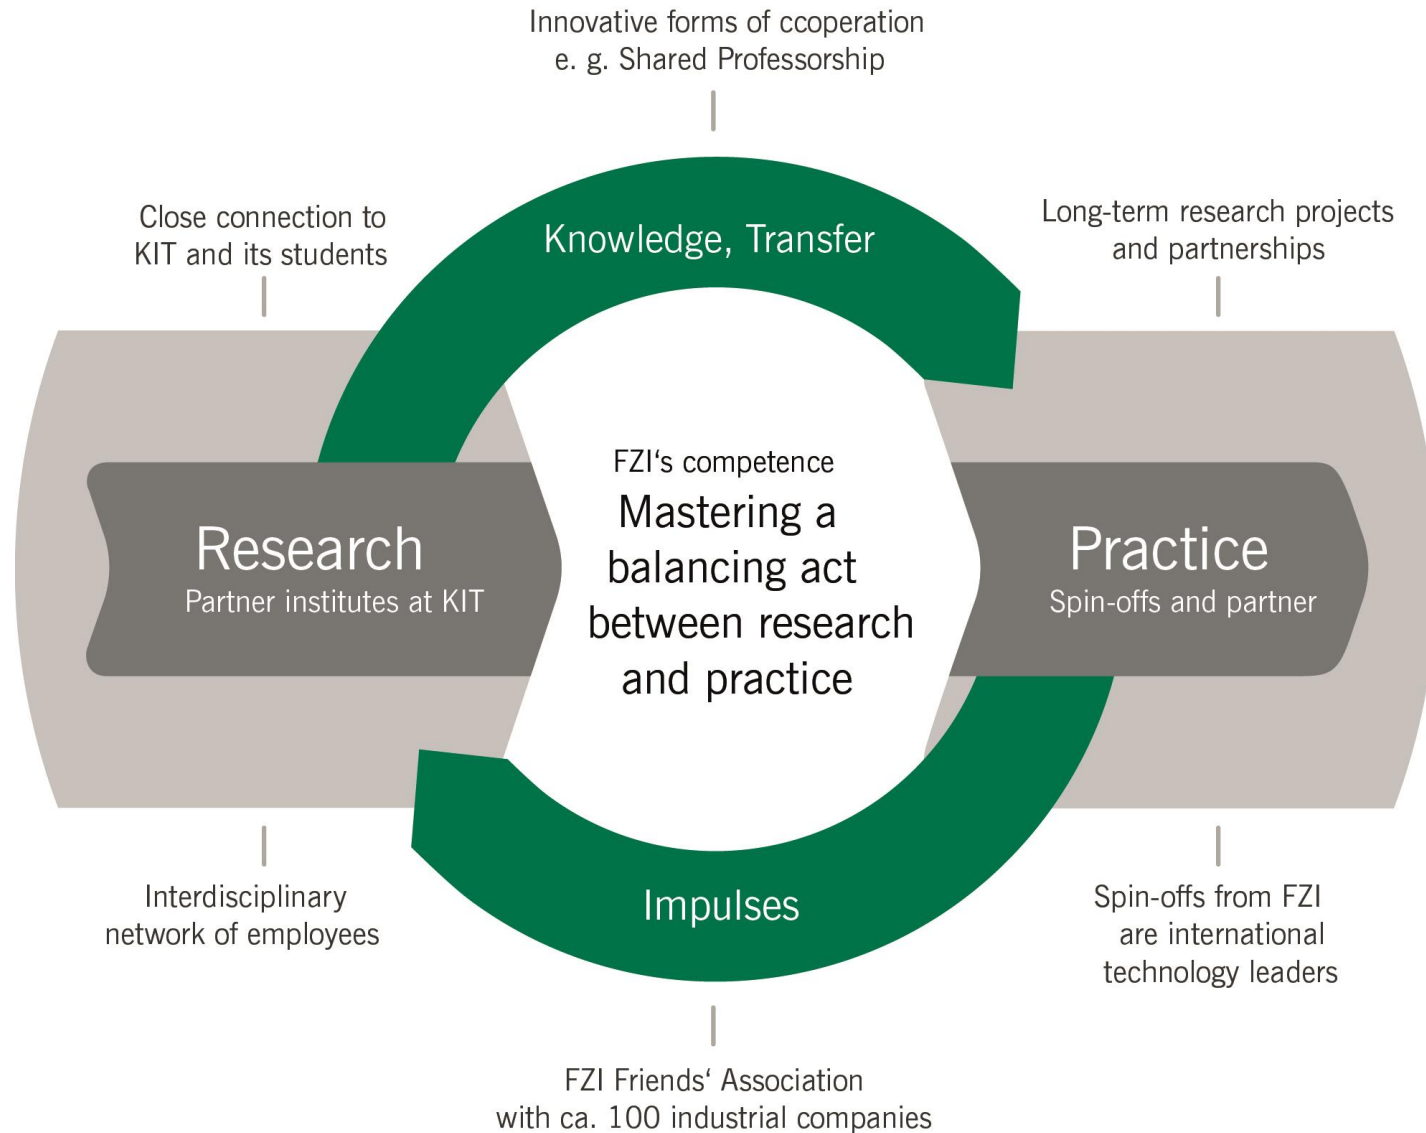 Innovative forms of ccoperation
e. g. Shared Professorship
Close connection to
KIT and its students
Knowledge, Transfer
Long-term research projects
and partnerships
Research
Partner institutes at KIT
FZI‘s competence
Mastering a
balancing act
between research
and practice
Practice
Spin-offs and partner
Interdisciplinary
network of employees
Impulses
Spin-offs from FZI
are international
technology leaders
FZI Friends‘ Association
with ca. 100 industrial companies